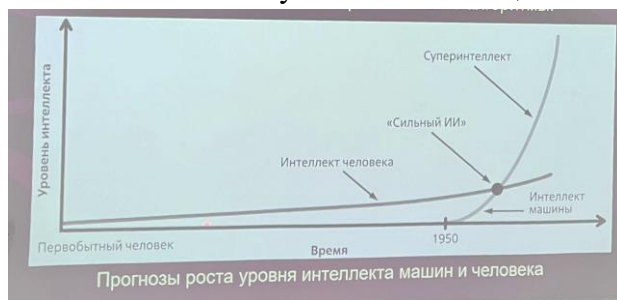 Уровень интеллекта
Суперинтеллект
«Сильный ИИ»
Интеллект человека
Интеллект
машины
Первобытный человек
Время
1950
Прогнозы роста уровня интеллекта машин и человека